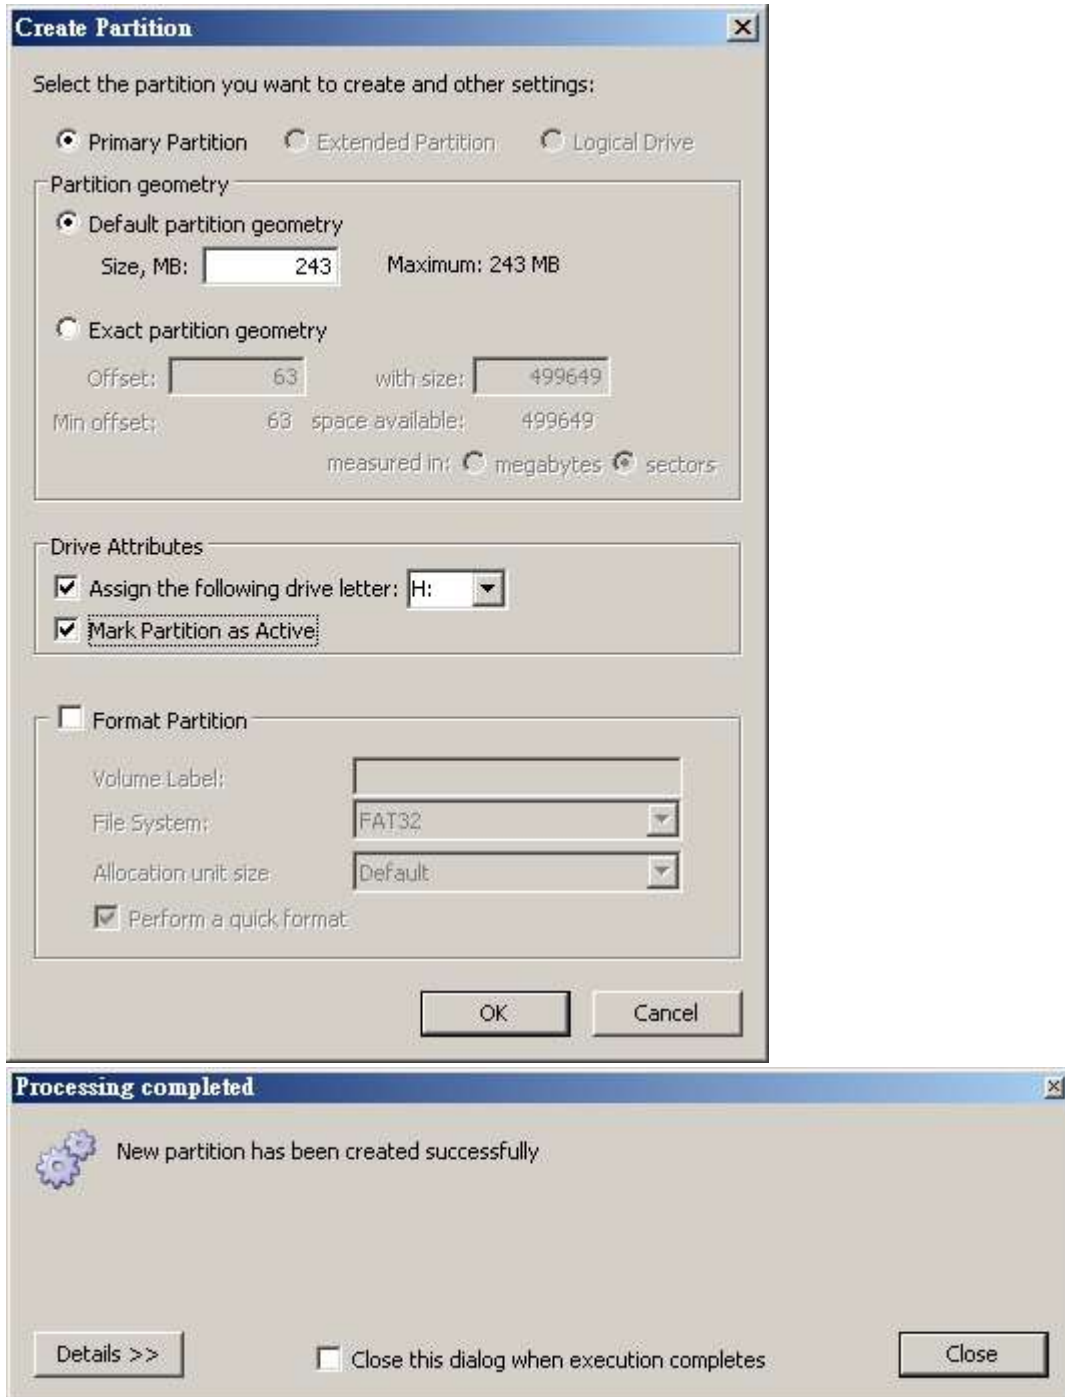 Create Partition
Select the partition you want to create and other settings:
Primary Partition Extended Partition Logical Drive
Partition geometry
Default partition geometry
Size, MB: 243 Maximum: 243 MB
Exact partition geometry
Offset: 63 with size: 499649
Min offset: 63 space available: 499649
measured in: megabytes sectors
Drive Attributes
Assign the following drive letter: H:
Mark Partition as Active
Format Partition
Volume Label:
File System: FAT32
Allocation unit size Default
Perform a quick format
OK Cancel
Processing completed
New partition has been created successfully
Details >> Close this dialog when execution completes Close